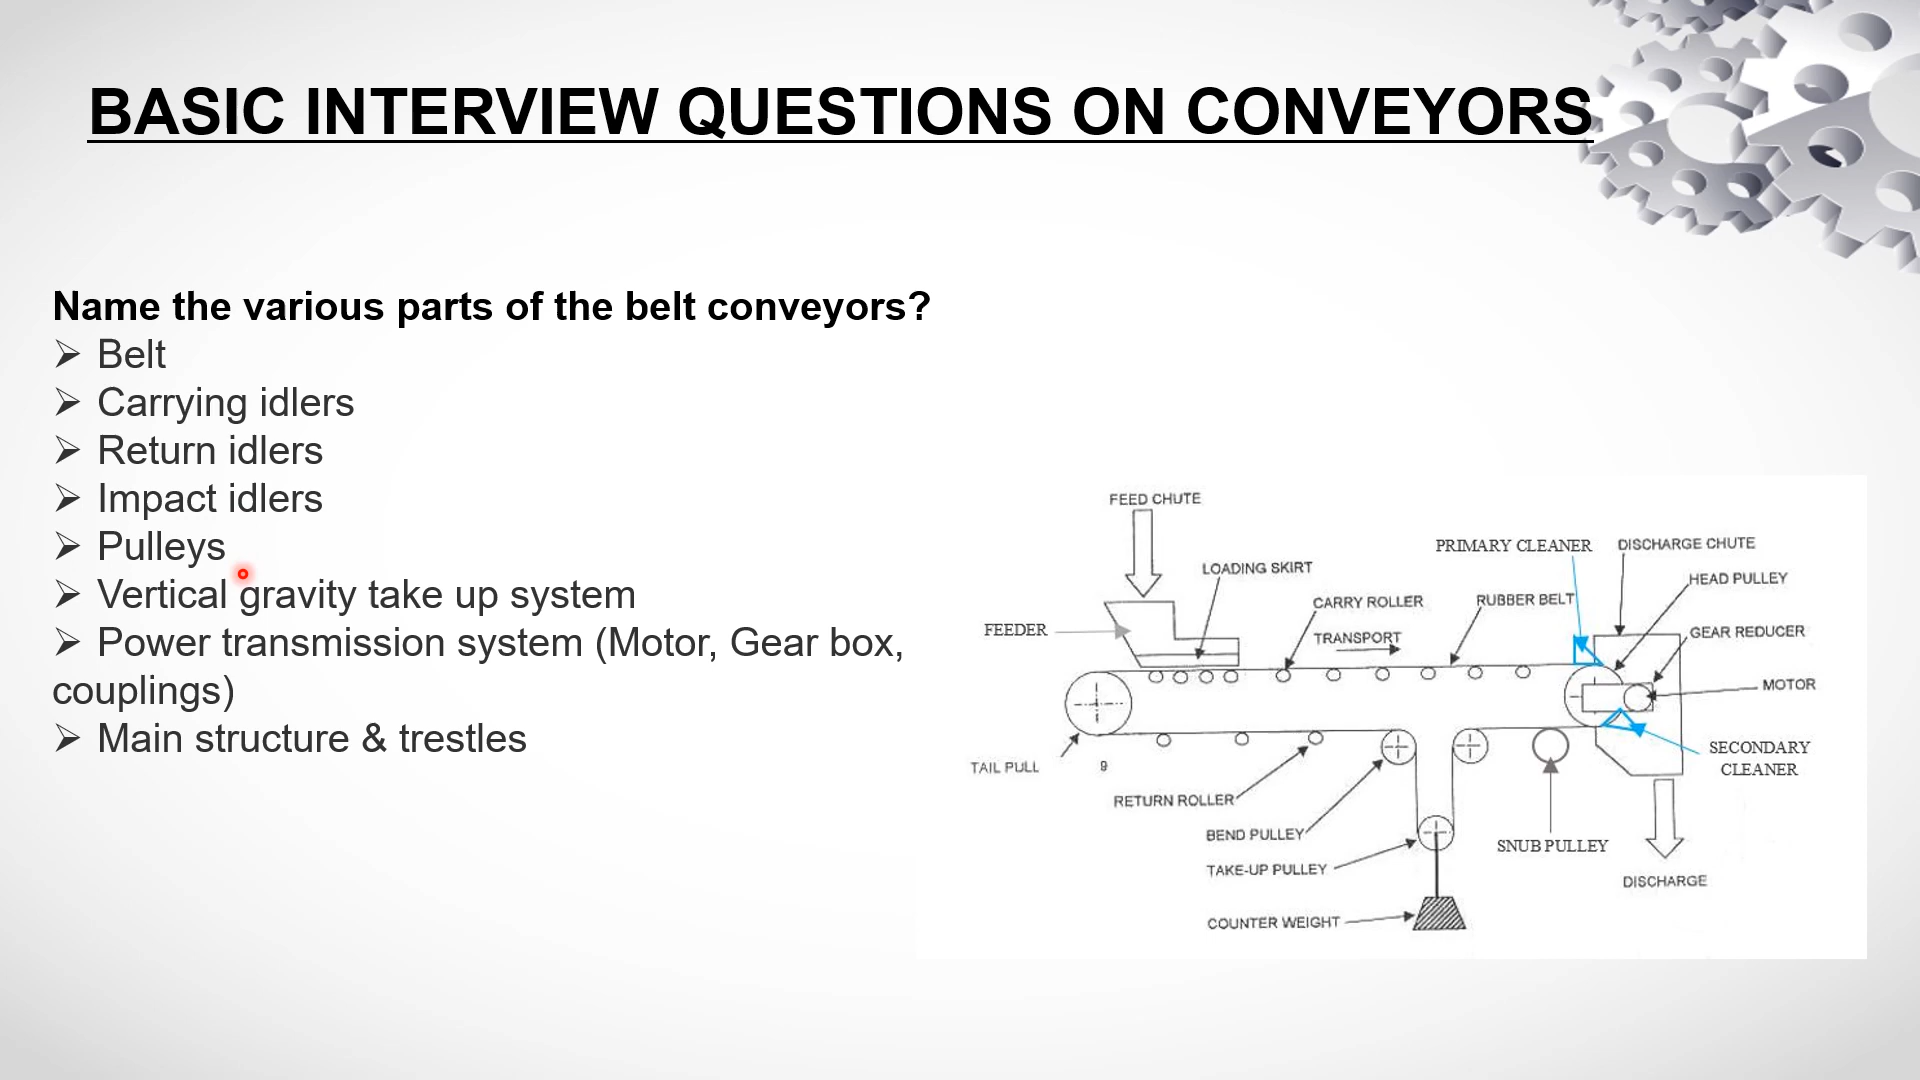 BASIC INTERVIEW QUESTIONS ON CONVEYORS
Name the various parts of the belt conveyors?
➢ Belt
➢ Carrying idlers
➢ Return idlers
➢ Impact idlers
➢ Pulleys
➢ Vertical gravity take up system
➢ Power transmission system (Motor, Gear box,
couplings)
➢ Main structure & trestles
FEED CHUTE
PRIMARY CLEANER
DISCHARGE CHUTE
LOADING SKIRT
HEAD PULLEY
CARRY ROLLER
RUBBER BELT
FEEDER
TRANSPORT
GEAR REDUCER
MOTOR
TAIL PULL
9
SECONDARY
CLEANER
RETURN ROLLER
BEND PULLEY
SNUB PULLEY
TAKE-UP PULLEY
DISCHARGE
COUNTER WEIGHT